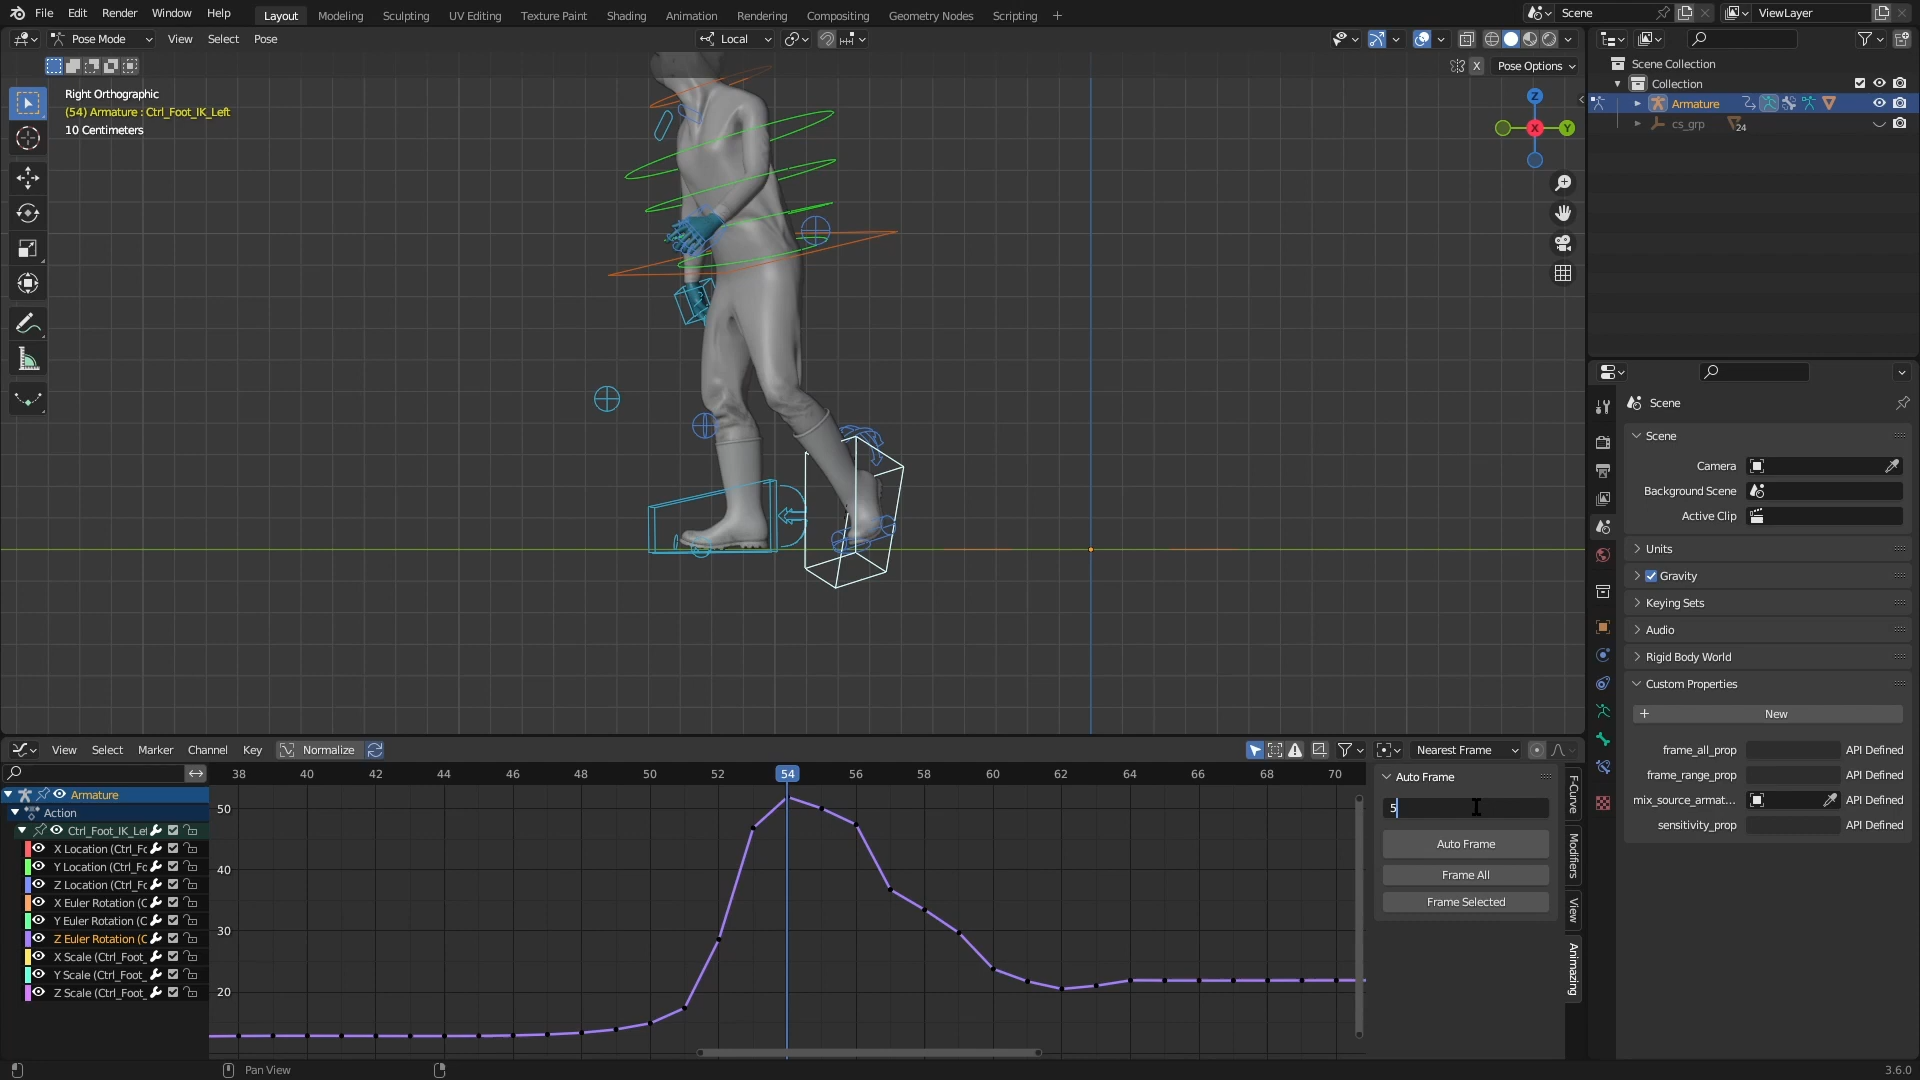 File Edit Render Window Help
Layout Modeling Sculpting UV Editing Texture Paint Shading Animation Rendering Compositing Geometry Nodes Scripting +
Scene
ViewLayer
Pose Mode View Select Pose
Local
X Pose Options
Right Orthographic
(54) Armature : Ctrl_Foot_IK_Left
10 Centimeters
Z
X
Y
Scene Collection
Collection
Armature
cs_grp
24
Scene
Scene
Camera
Background Scene
Active Clip
Units
Gravity
Keying Sets
Audio
Rigid Body World
Custom Properties
+ New
frame_all_prop API Defined
frame_range_prop API Defined
mix_source_armat... API Defined
sensitivity_prop API Defined
View Select Marker Channel Key Normalize
Nearest Frame
38 40 42 44 46 48 50 52 54 56 58 60 62 64 66 68 70
Armature
Action
Ctrl_Foot_IK_Le
X Location (Ctrl_Fc
Y Location (Ctrl_Fc
Z Location (Ctrl_Fc
X Euler Rotation (C
Y Euler Rotation (C
Z Euler Rotation (C
X Scale (Ctrl_Foot_
Y Scale (Ctrl_Foot_
Z Scale (Ctrl_Foot_
50
40
30
20
Auto Frame
5
Auto Frame
Frame All
Frame Selected
F-Curve
Modifiers
View
Animazing
Pan View
3.6.0